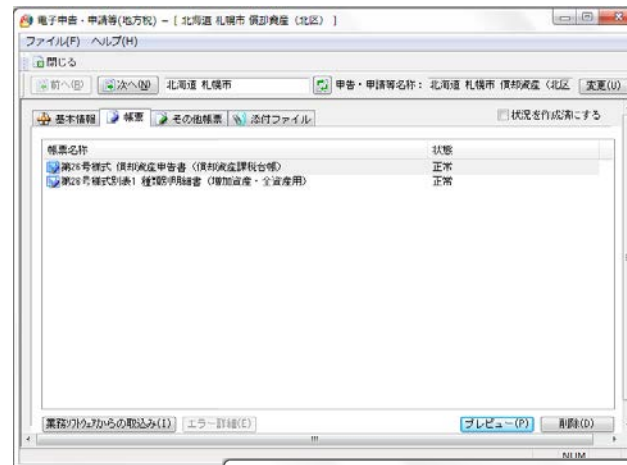 電子申告・申請等(地方税) - [ 北海道 札幌市 償却資産（北区） ]
ファイル(F) ヘルプ(H)
閉じる
前へ(B) 次へ(N) 北海道 札幌市 申告・申請等名称： 北海道 札幌市 償却資産（北区 変更(U)
基本情報 帳票 その他帳票 添付ファイル 状況を作成済にする
帳票名称 状態
第26号様式 償却資産申告書（償却資産課税台帳） 正常
第26号様式別表1 種類別明細書（増加資産・全資産用） 正常
業務ソフトウェアからの取込み(I) エラー詳細(E) プレビュー(P) 削除(D)
NUM